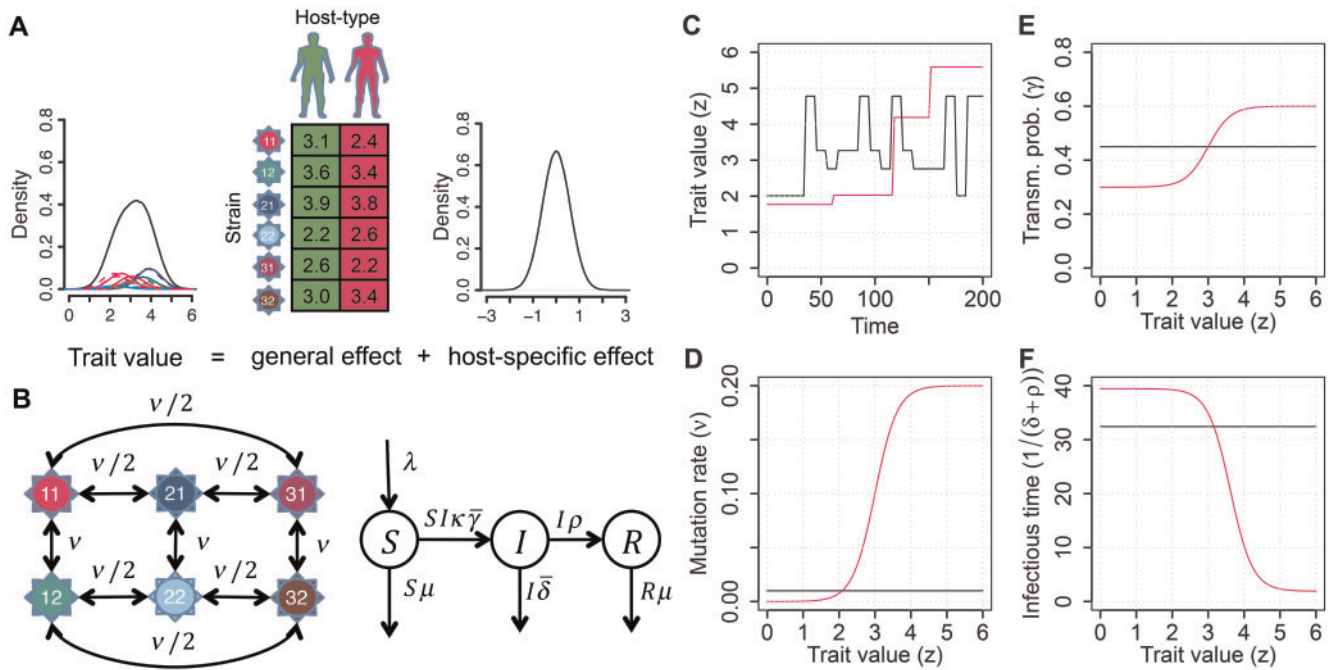 A
Host-type
Density
0.0 0.2 0.4 0.6 0.8
0 2 4 6
Strain
11 3.1 2.4
12 3.6 3.4
21 3.9 3.8
22 2.2 2.6
31 2.6 2.2
32 3.0 3.4
Density
0.0 0.2 0.4 0.6 0.8
−3 −1 1 3
Trait value = general effect + host-specific effect
B
ν/2
ν/2 ν/2
11 21 31
ν ν ν
ν/2 ν/2
12 22 32
ν/2
λ
S SIκγ̄ I Iρ R
Sμ Iδ̄ Rμ
C
Trait value (z)
0 1 2 3 4 5 6
0 50 100 200
Time
D
Mutation rate (ν)
0.00 0.10 0.20
0 1 2 3 4 5 6
Trait value (z)
E
Transm. prob. (γ)
0.0 0.2 0.4 0.6 0.8
0 1 2 3 4 5 6
Trait value (z)
F
Infectious time (1/(δ+ρ))
0 10 20 30 40
0 1 2 3 4 5 6
Trait value (z)